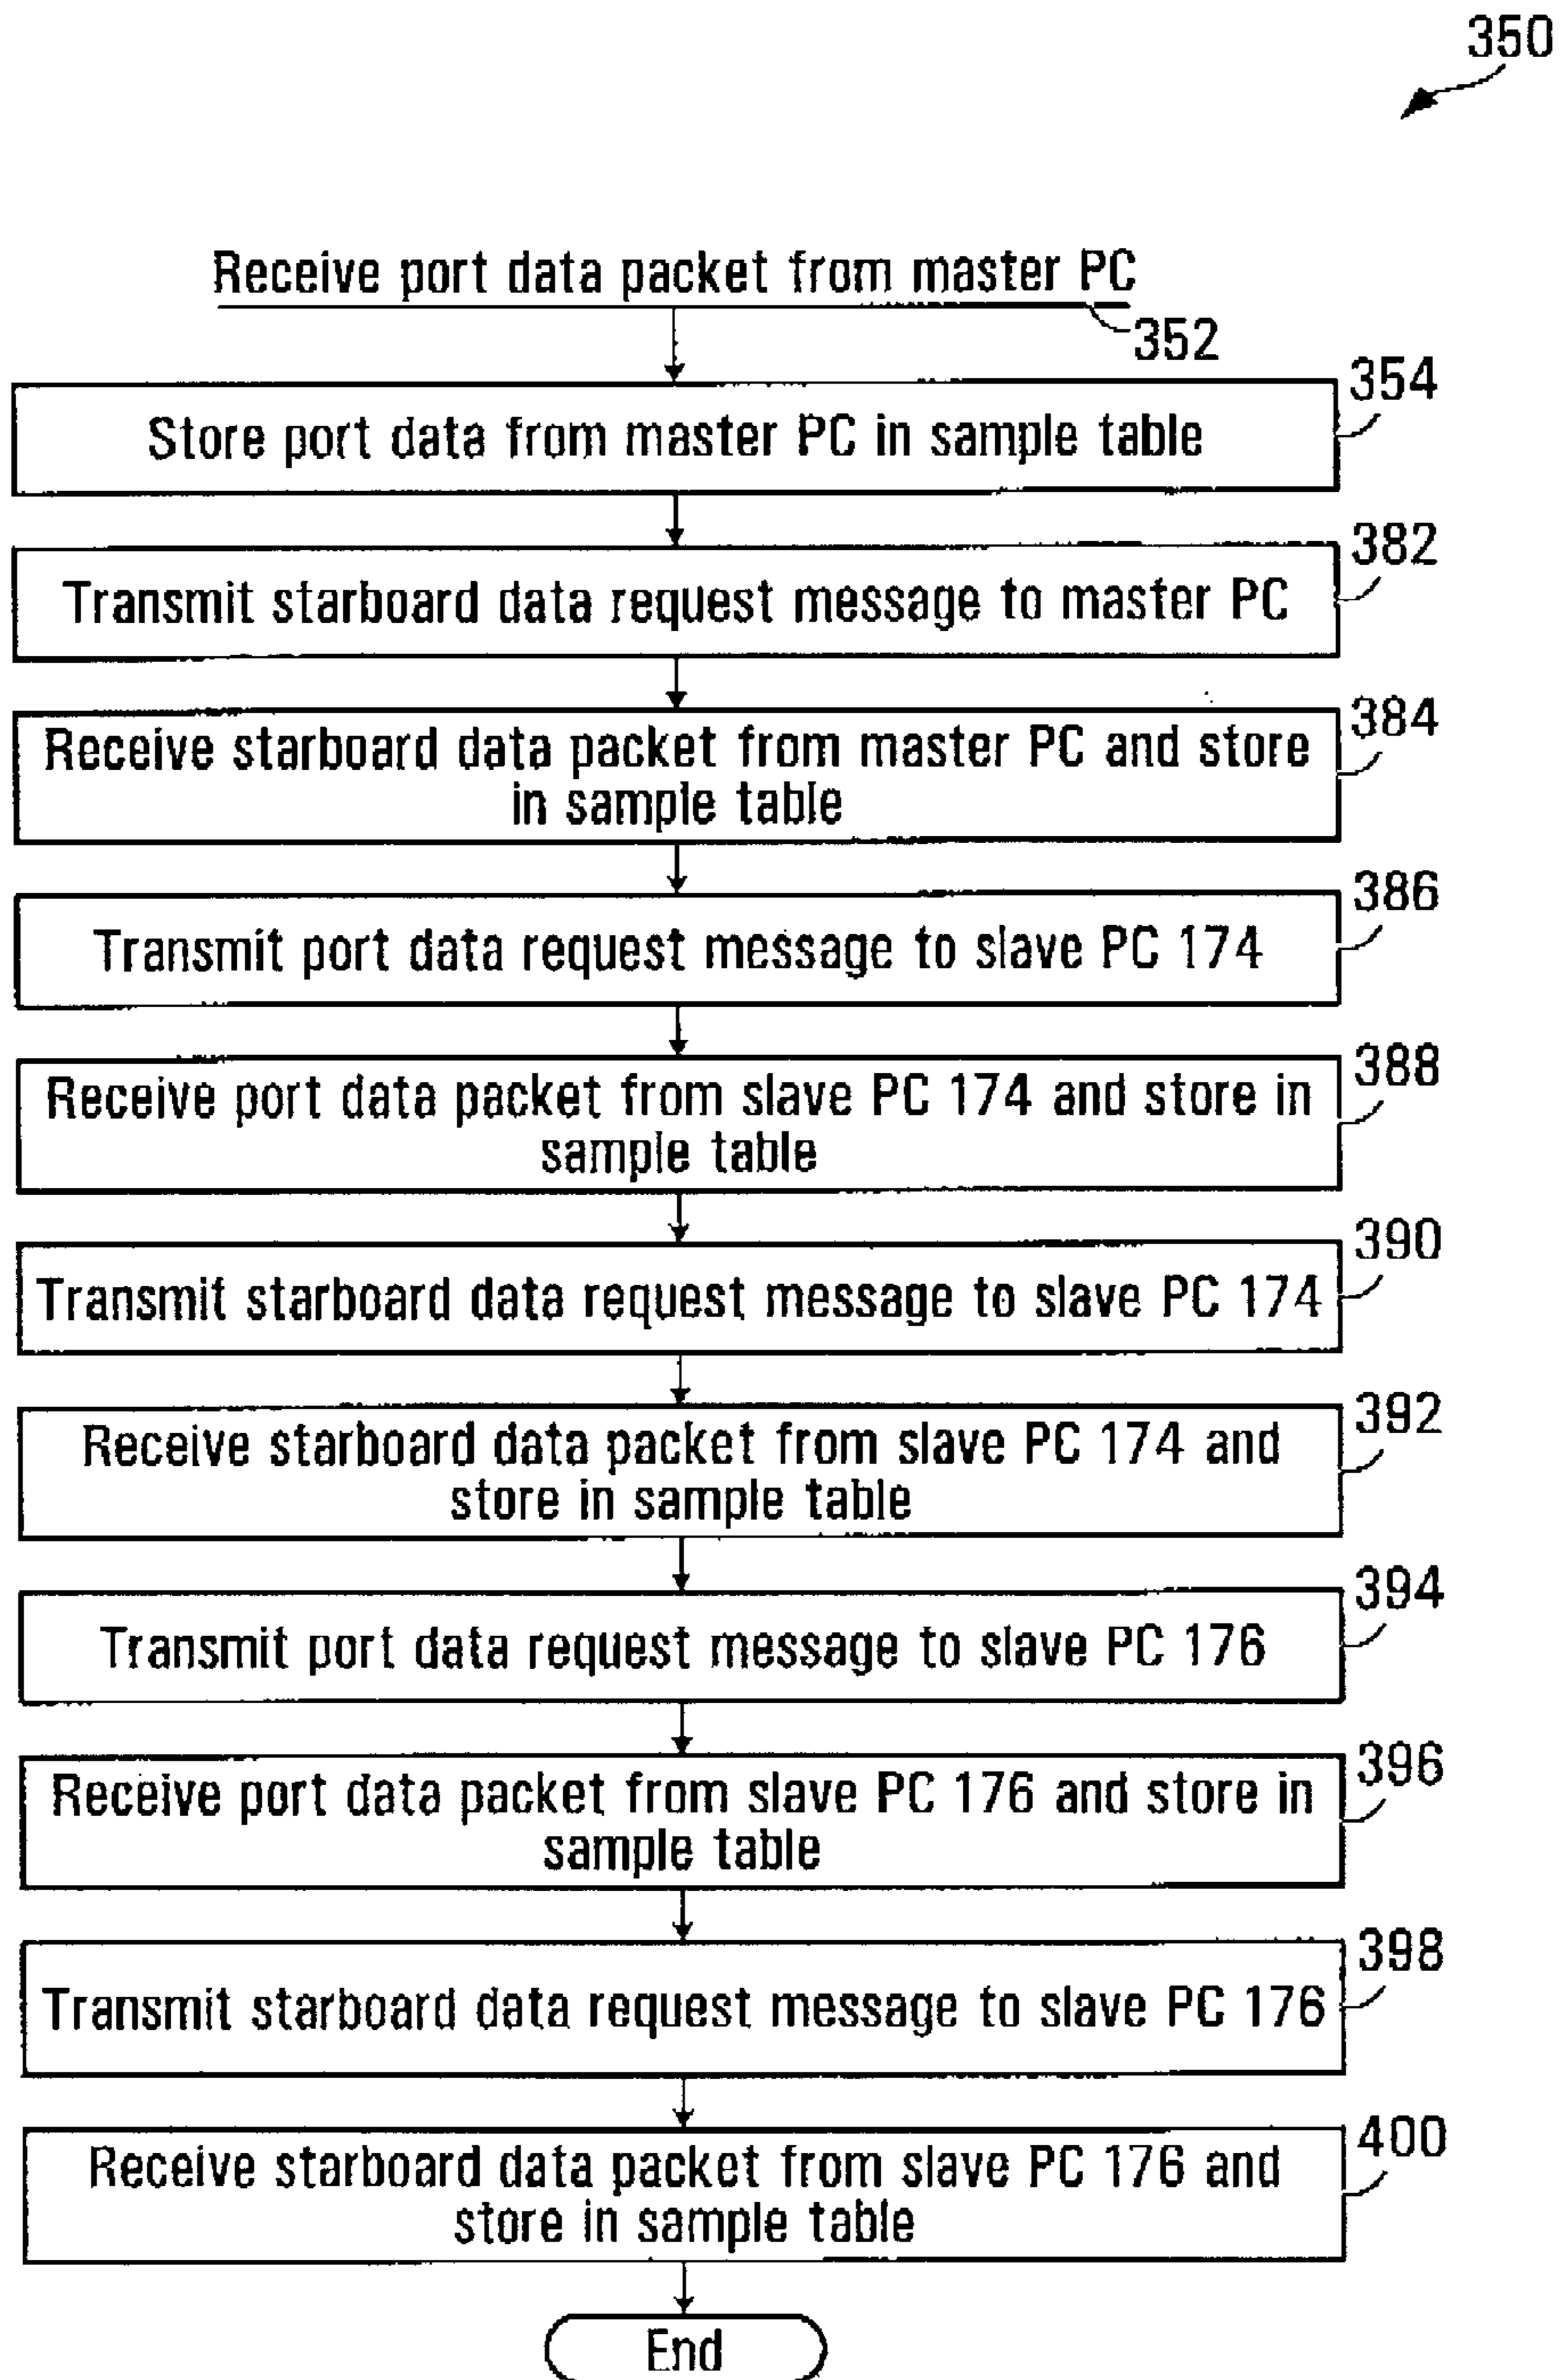 350
Receive port data packet from master PC
352
354
Store port data from master PC in sample table
382
Transmit starboard data request message to master PC
384
Receive starboard data packet from master PC and store
in sample table
386
Transmit port data request message to slave PC 174
388
Receive port data packet from slave PC 174 and store in
sample table
390
Transmit starboard data request message to slave PC 174
392
Receive starboard data packet from slave PC 174 and
store in sample table
394
Transmit port data request message to slave PC 176
396
Receive port data packet from slave PC 176 and store in
sample table
398
Transmit starboard data request message to slave PC 176
400
Receive starboard data packet from slave PC 176 and
store in sample table
End